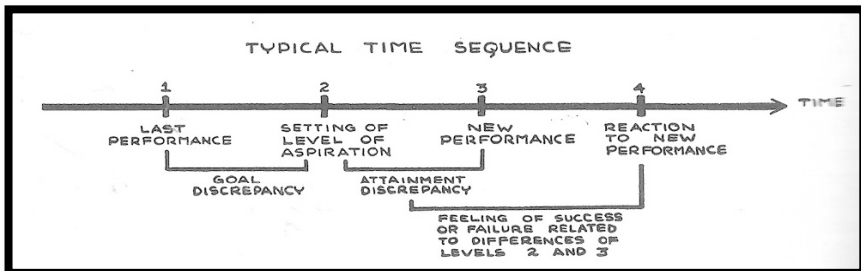 TYPICAL TIME SEQUENCE
1 2 3 4
TIME
LAST PERFORMANCE
SETTING OF LEVEL OF ASPIRATION
NEW PERFORMANCE
REACTION TO NEW PERFORMANCE
GOAL DISCREPANCY
ATTAINMENT DISCREPANCY
FEELING OF SUCCESS
OR FAILURE RELATED
TO DIFFERENCES OF
LEVELS 2 AND 3